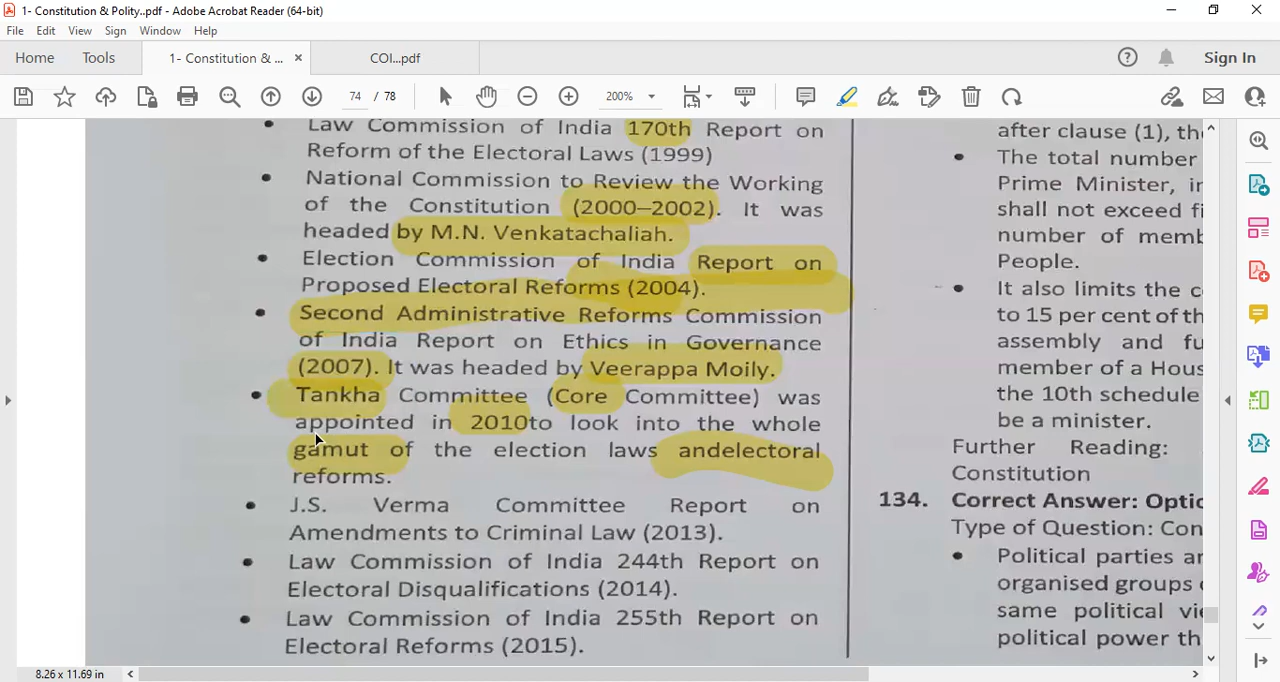 1- Constitution & Polity..pdf - Adobe Acrobat Reader (64-bit)
File Edit View Sign Window Help
Home Tools 1- Constitution & ... × COI...pdf Sign In
74 / 78 200%
Law Commission of India 170th Report on
Reform of the Electoral Laws (1999)
National Commission to Review the Working
of the Constitution (2000–2002). It was
headed by M.N. Venkatachaliah.
Election Commission of India Report on
Proposed Electoral Reforms (2004).
Second Administrative Reforms Commission
of India Report on Ethics in Governance
(2007). It was headed by Veerappa Moily.
Tankha Committee (Core Committee) was
appointed in 2010to look into the whole
gamut of the election laws andelectoral
reforms.
J.S. Verma Committee Report on
Amendments to Criminal Law (2013).
Law Commission of India 244th Report on
Electoral Disqualifications (2014).
Law Commission of India 255th Report on
Electoral Reforms (2015).
after clause (1), th
The total number
Prime Minister, in
shall not exceed fi
number of memb
People.
It also limits the c
to 15 per cent of th
assembly and fu
member of a Hous
the 10th schedule
be a minister.
Further Reading:
Constitution
134. Correct Answer: Optio
Type of Question: Con
Political parties ar
organised groups
same political vie
political power th
8.26 x 11.69 in